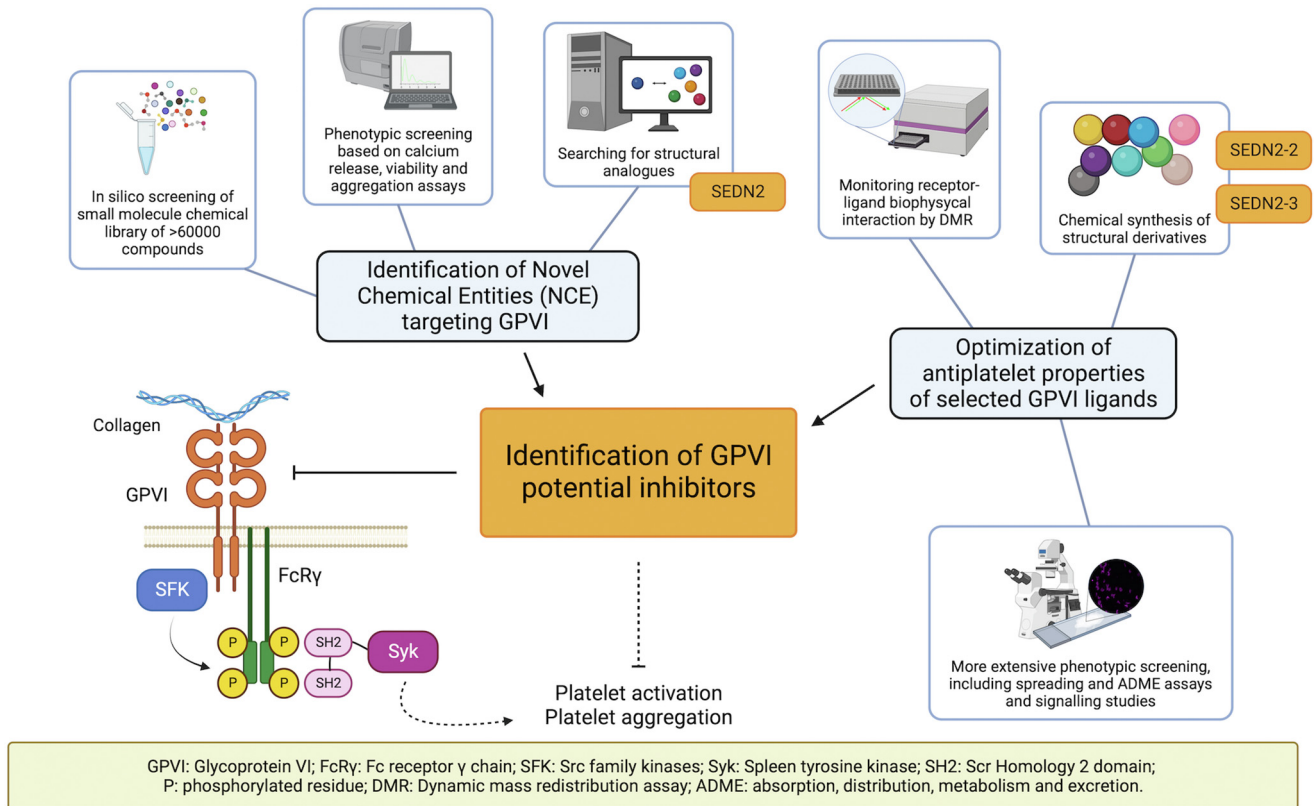 In silico screening of
small molecule chemical
library of >60000
compounds
Phenotypic screening
based on calcium
release, viability and
aggregation assays
Searching for structural
analogues
SEDN2
Monitoring receptor-
ligand biophysycal
interaction by DMR
Chemical synthesis of
structural derivatives
SEDN2-2
SEDN2-3
Identification of Novel
Chemical Entities (NCE)
targeting GPVI
Optimization of
antiplatelet properties
of selected GPVI ligands
Identification of GPVI
potential inhibitors
Collagen
GPVI
FcRγ
SFK
P
P
P
P
SH2
SH2
Syk
Platelet activation
Platelet aggregation
More extensive phenotypic screening,
including spreading and ADME assays
and signalling studies
GPVI: Glycoprotein VI; FcRγ: Fc receptor γ chain; SFK: Src family kinases; Syk: Spleen tyrosine kinase; SH2: Scr Homology 2 domain;
P: phosphorylated residue; DMR: Dynamic mass redistribution assay; ADME: absorption, distribution, metabolism and excretion.